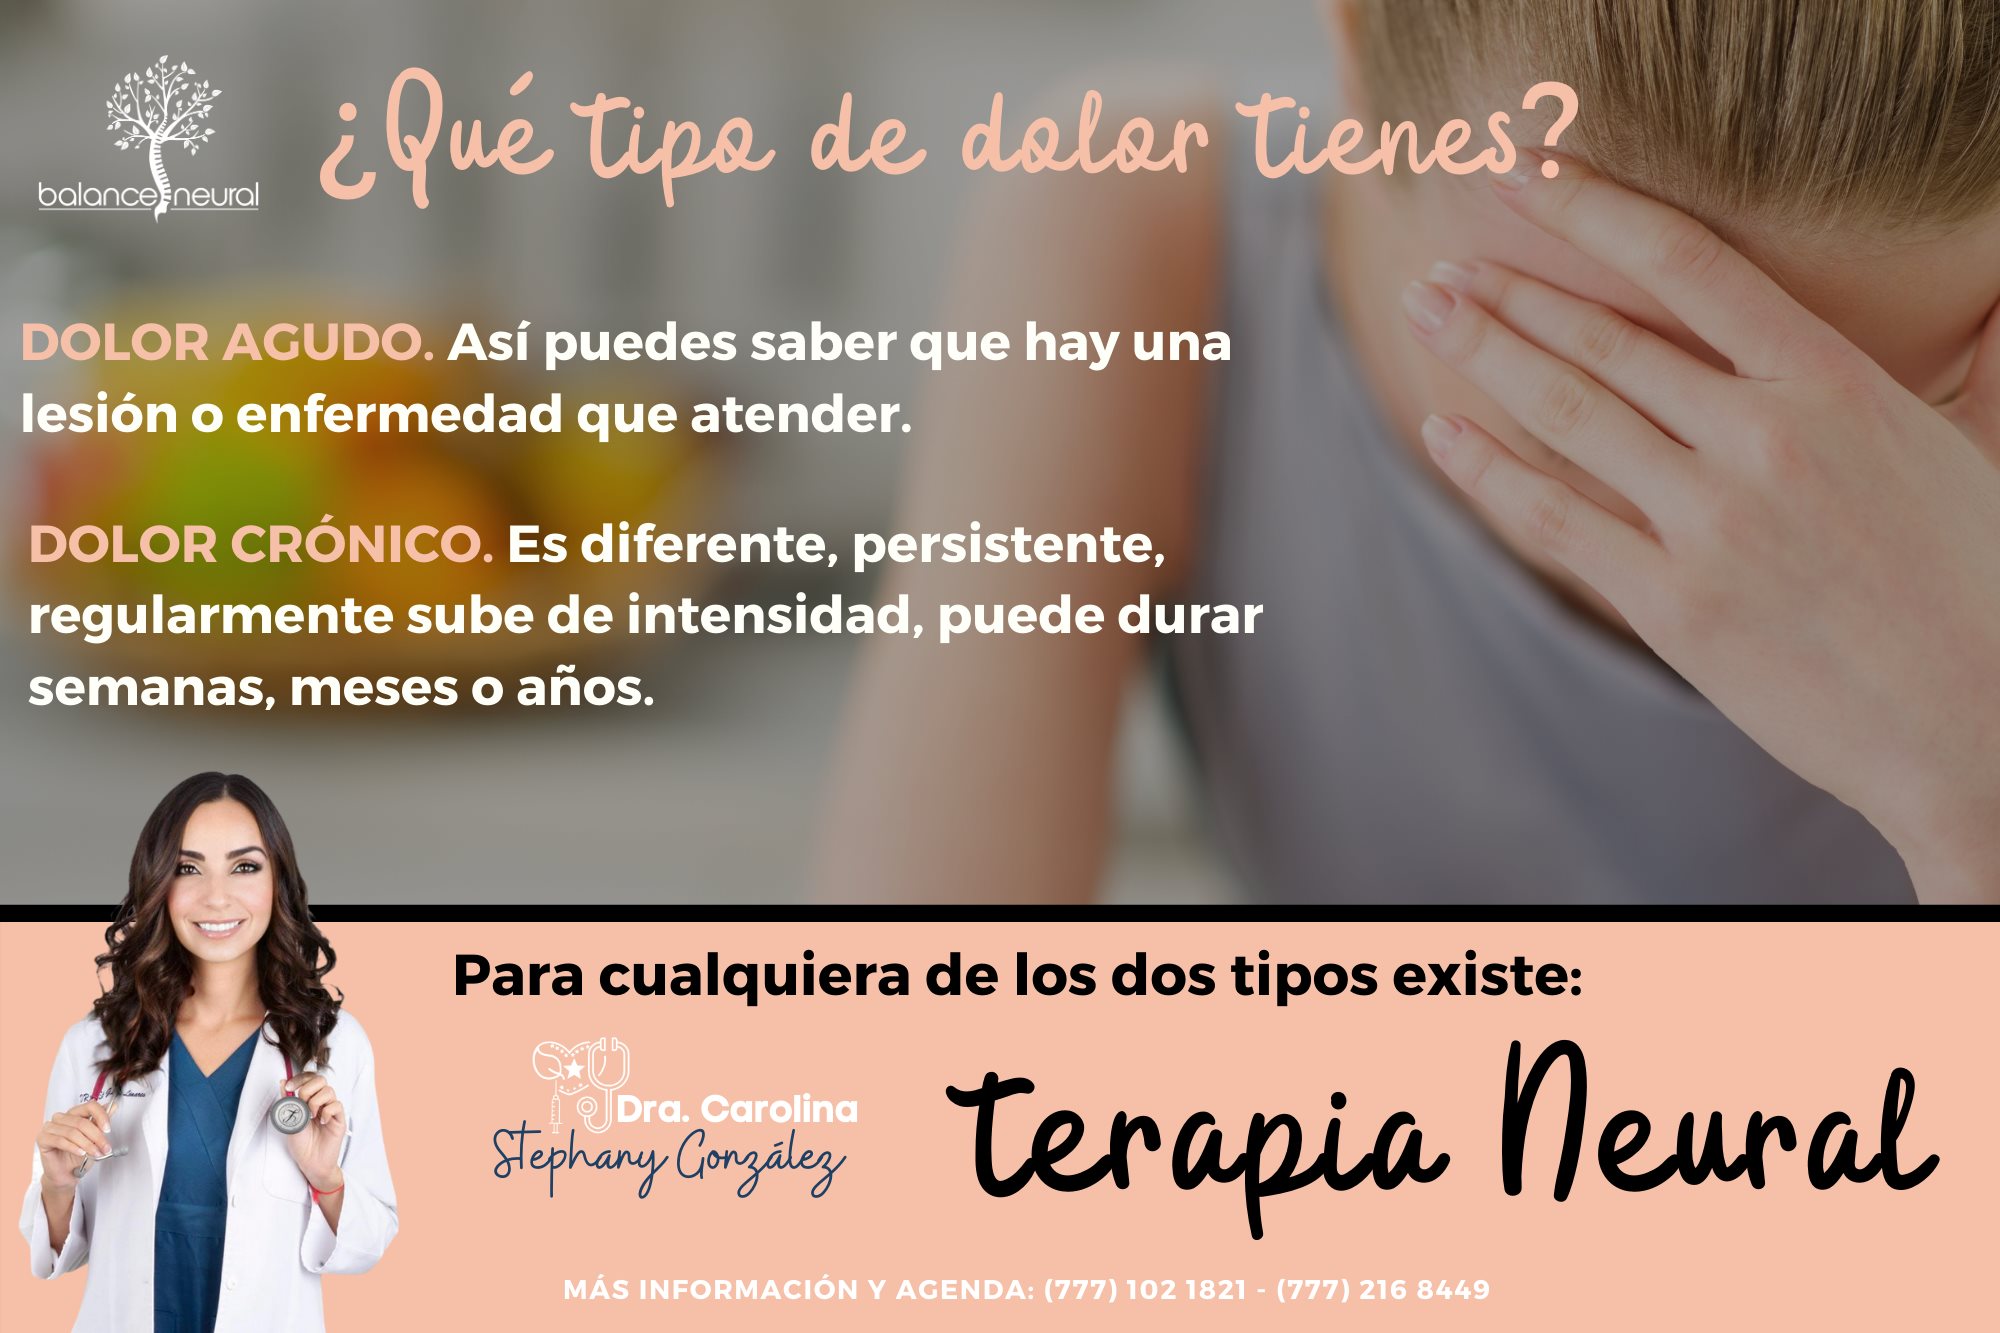 balance neural
¿Qué tipo de dolor tienes?
DOLOR AGUDO. Así puedes saber que hay una
lesión o enfermedad que atender.
DOLOR CRÓNICO. Es diferente, persistente,
regularmente sube de intensidad, puede durar
semanas, meses o años.
Para cualquiera de los dos tipos existe:
Dra. Carolina
Stephany González
terapia Neural
MÁS INFORMACIÓN Y AGENDA: (777) 102 1821 - (777) 216 8449